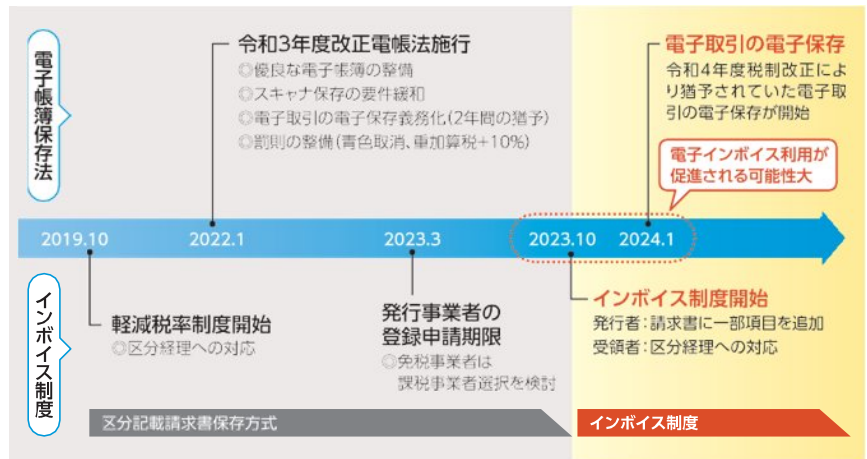 電子帳簿保存法
令和3年度改正電帳法施行
◎優良な電子帳簿の整備
◎スキャナ保存の要件緩和
◎電子取引の電子保存義務化(2年間の猶予)
◎罰則の整備(青色取消、重加算税+10%)
電子取引の電子保存
令和4年度税制改正によ
り猶予されていた電子取
引の電子保存が開始
電子インボイス利用が
促進される可能性大
2019.10
2022.1
2023.3
2023.10
2024.1
インボイス制度
軽減税率制度開始
◎区分経理への対応
発行事業者の
登録申請期限
◎免税事業者は
課税事業者選択を検討
インボイス制度開始
発行者:請求書に一部項目を追加
受領者:区分経理への対応
区分記載請求書保存方式
インボイス制度